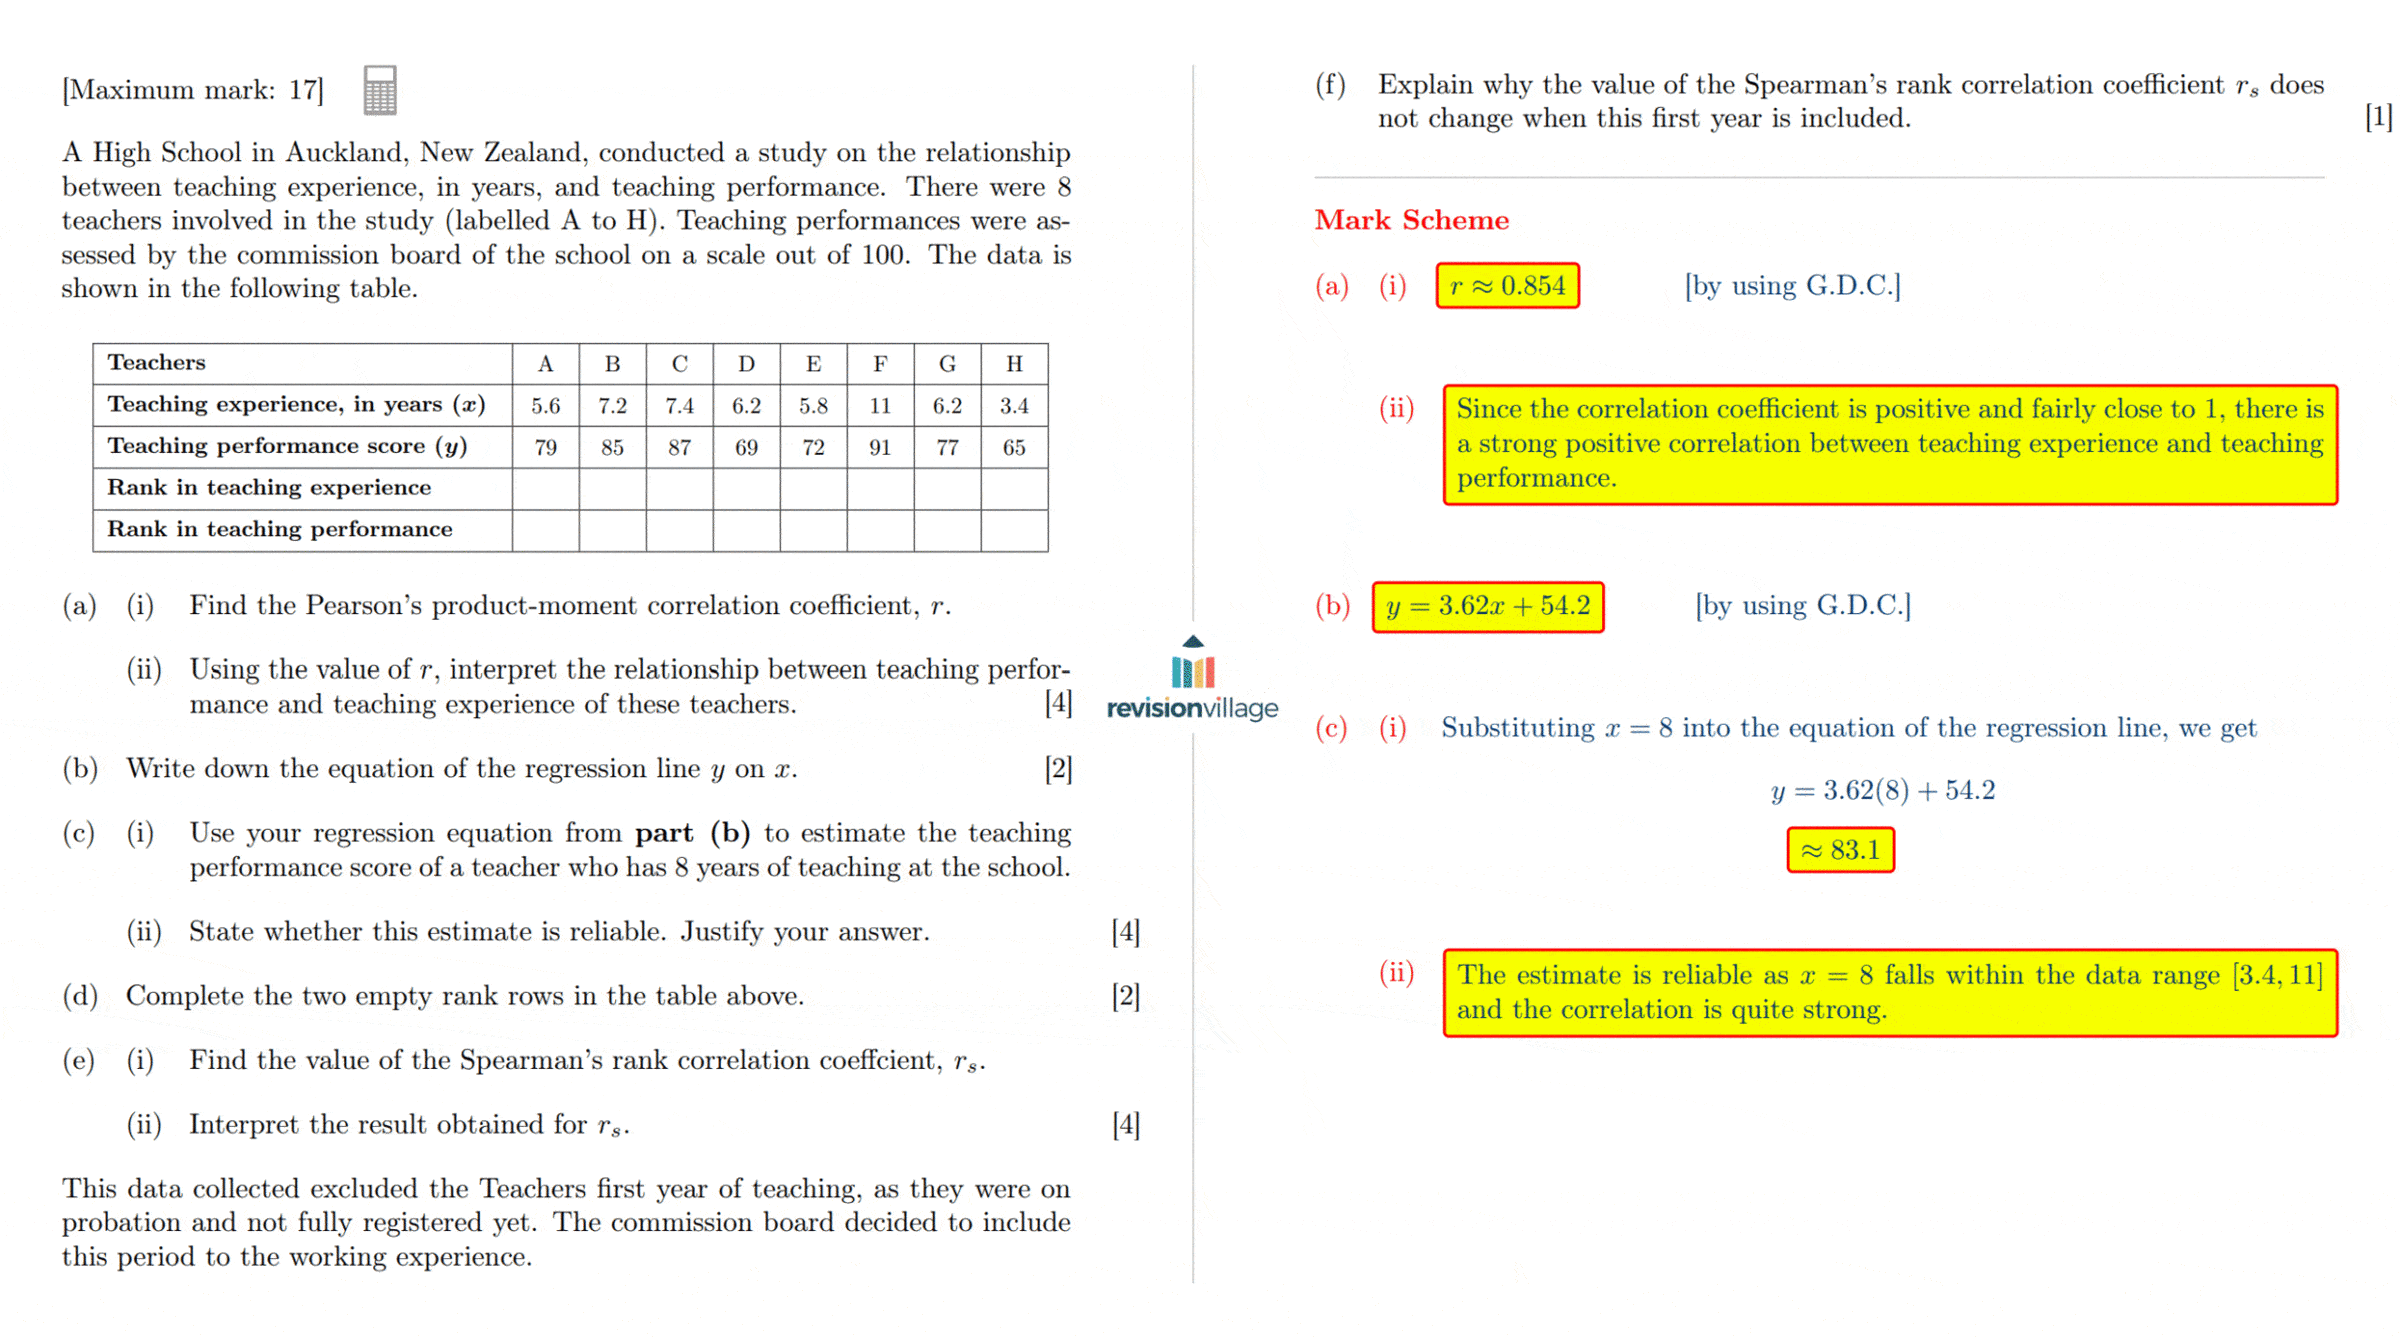 [Maximum mark: 17]
A High School in Auckland, New Zealand, conducted a study on the relationship
between teaching experience, in years, and teaching performance. There were 8
teachers involved in the study (labelled A to H). Teaching performances were as-
sessed by the commission board of the school on a scale out of 100. The data is
shown in the following table.
Teachers A B C D E F G H
Teaching experience, in years (x) 5.6 7.2 7.4 6.2 5.8 11 6.2 3.4
Teaching performance score (y) 79 85 87 69 72 91 77 65
Rank in teaching experience
Rank in teaching performance
(a) (i) Find the Pearson's product-moment correlation coefficient, r.
(ii) Using the value of r, interpret the relationship between teaching perfor-
mance and teaching experience of these teachers. [4]
(b) Write down the equation of the regression line y on x. [2]
(c) (i) Use your regression equation from part (b) to estimate the teaching
performance score of a teacher who has 8 years of teaching at the school.
(ii) State whether this estimate is reliable. Justify your answer. [4]
(d) Complete the two empty rank rows in the table above. [2]
(e) (i) Find the value of the Spearman's rank correlation coeffcient, rₛ.
(ii) Interpret the result obtained for rₛ. [4]
This data collected excluded the Teachers first year of teaching, as they were on
probation and not fully registered yet. The commission board decided to include
this period to the working experience.
revisionvillage
(f) Explain why the value of the Spearman's rank correlation coefficient rₛ does
not change when this first year is included. [1]
Mark Scheme
(a) (i) r ≈ 0.854 [by using G.D.C.]
(ii) Since the correlation coefficient is positive and fairly close to 1, there is
a strong positive correlation between teaching experience and teaching
performance.
(b) y = 3.62x + 54.2 [by using G.D.C.]
(c) (i) Substituting x = 8 into the equation of the regression line, we get
y = 3.62(8) + 54.2
≈ 83.1
(ii) The estimate is reliable as x = 8 falls within the data range [3.4, 11]
and the correlation is quite strong.